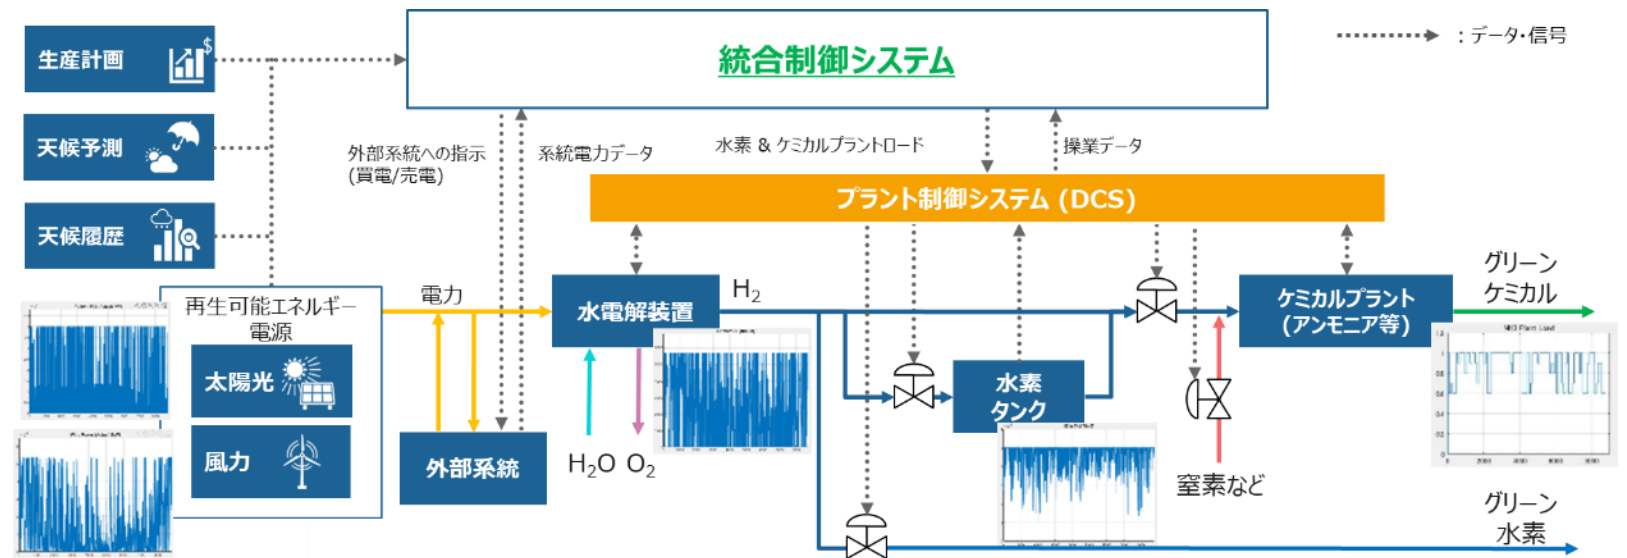 生産計画
$
天候予測
天候履歴
統合制御システム
: データ・信号
外部系統への指示
(買電/売電)
系統電力データ
水素 & ケミカルプラントロード
操業データ
プラント制御システム (DCS)
再生可能エネルギー
電源
太陽光
風力
電力
外部系統
水電解装置
H₂
H₂O
O₂
水素
タンク
窒素など
ケミカルプラント
(アンモニア等)
グリーン
ケミカル
グリーン
水素
NH3 Plant Load